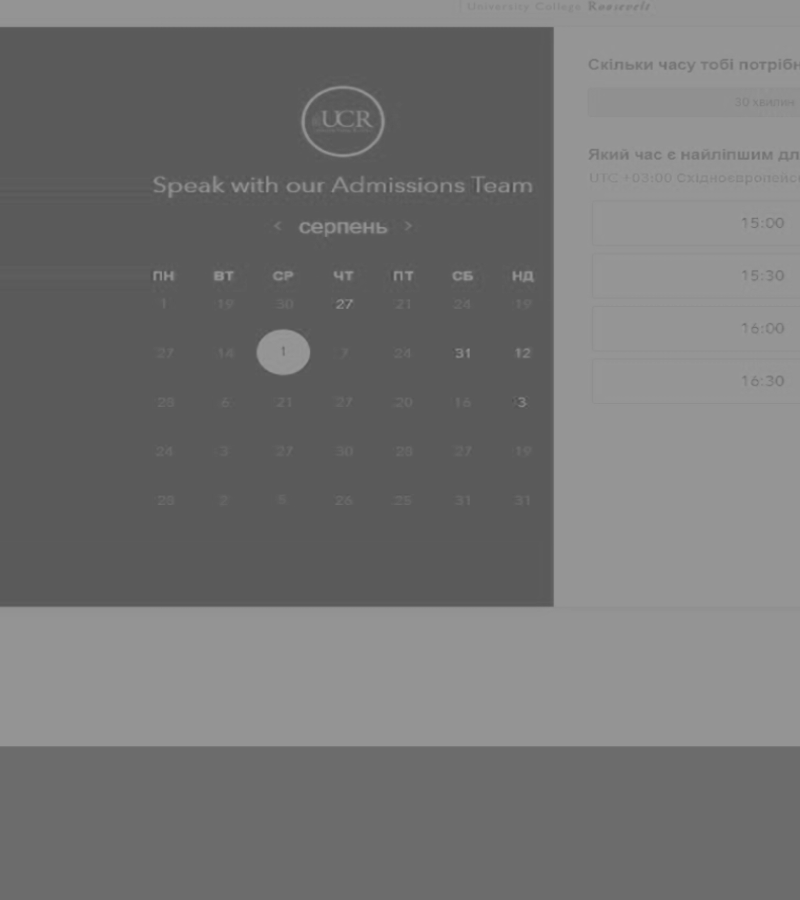 University College Roosevelt
UCR
Speak with our Admissions Team
< серпень >
ПН ВТ СР ЧТ ПТ СБ НД
1 19 30 27 21 24 19
27 14 1 7 24 31 12
28 6 21 27 20 16 3
24 3 27 30 28 27 19
23 2 5 26 25 31 31
Скільки часу тобі потрібн
30 хвилин
Який час є найліпшим дл
UTC +03:00 Східноєвропейсь
15:00
15:30
16:00
16:30